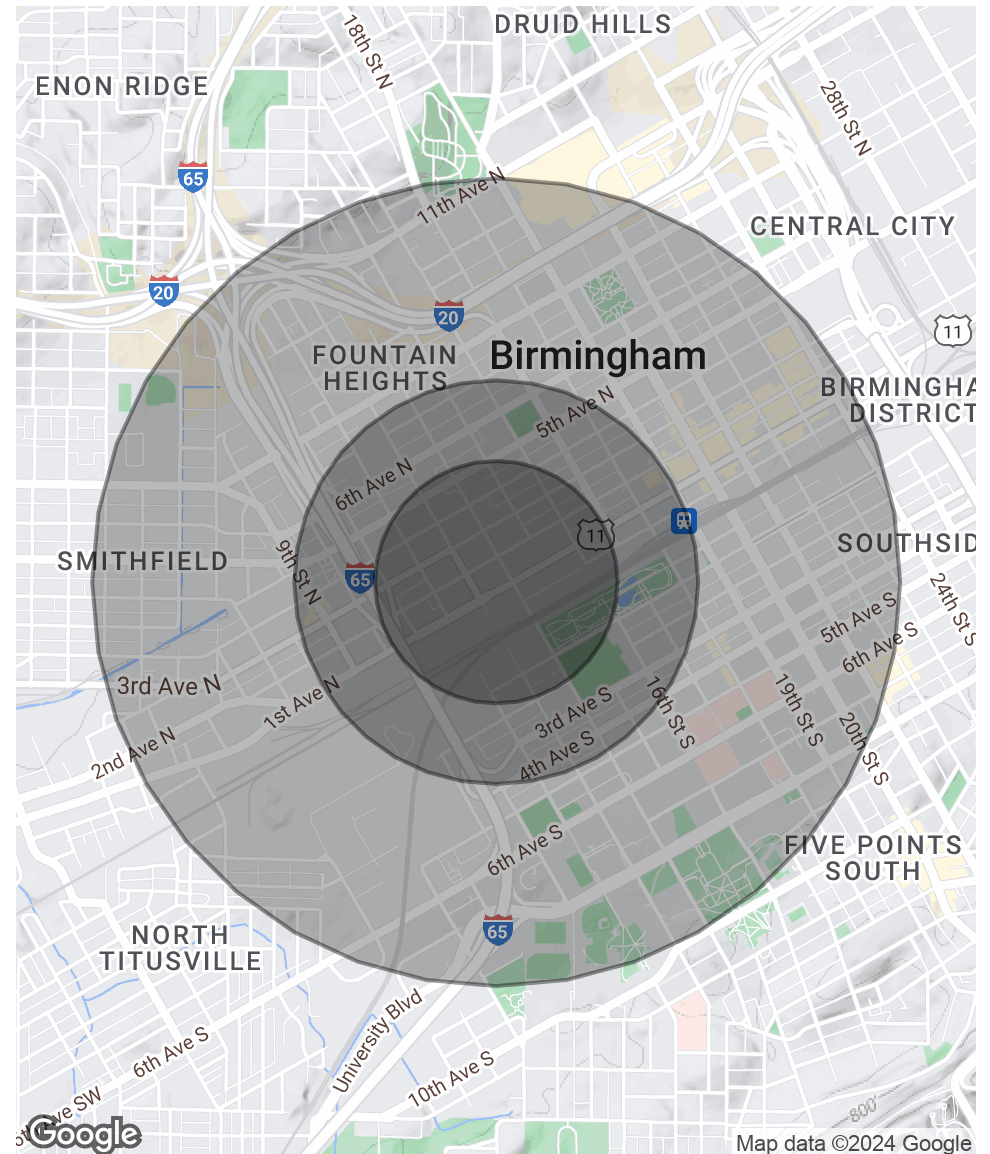 DRUID HILLS
18th St N
ENON RIDGE
28th St N
65
11th Ave N
CENTRAL CITY
20
20
11
FOUNTAIN
HEIGHTS
Birmingham
BIRMINGHA
DISTRICT
5th Ave N
6th Ave N
11
SMITHFIELD
9th St N
65
SOUTHSID
24th St S
5th Ave S
6th Ave S
3rd Ave N
1st Ave N
2nd Ave N
3rd Ave S
16th St S
19th St S
20th St S
4th Ave S
6th Ave S
FIVE POINTS
SOUTH
65
NORTH
TITUSVILLE
University Blvd
6th Ave S
10th Ave S
Ave SW
800'
Google
Map data ©2024 Google